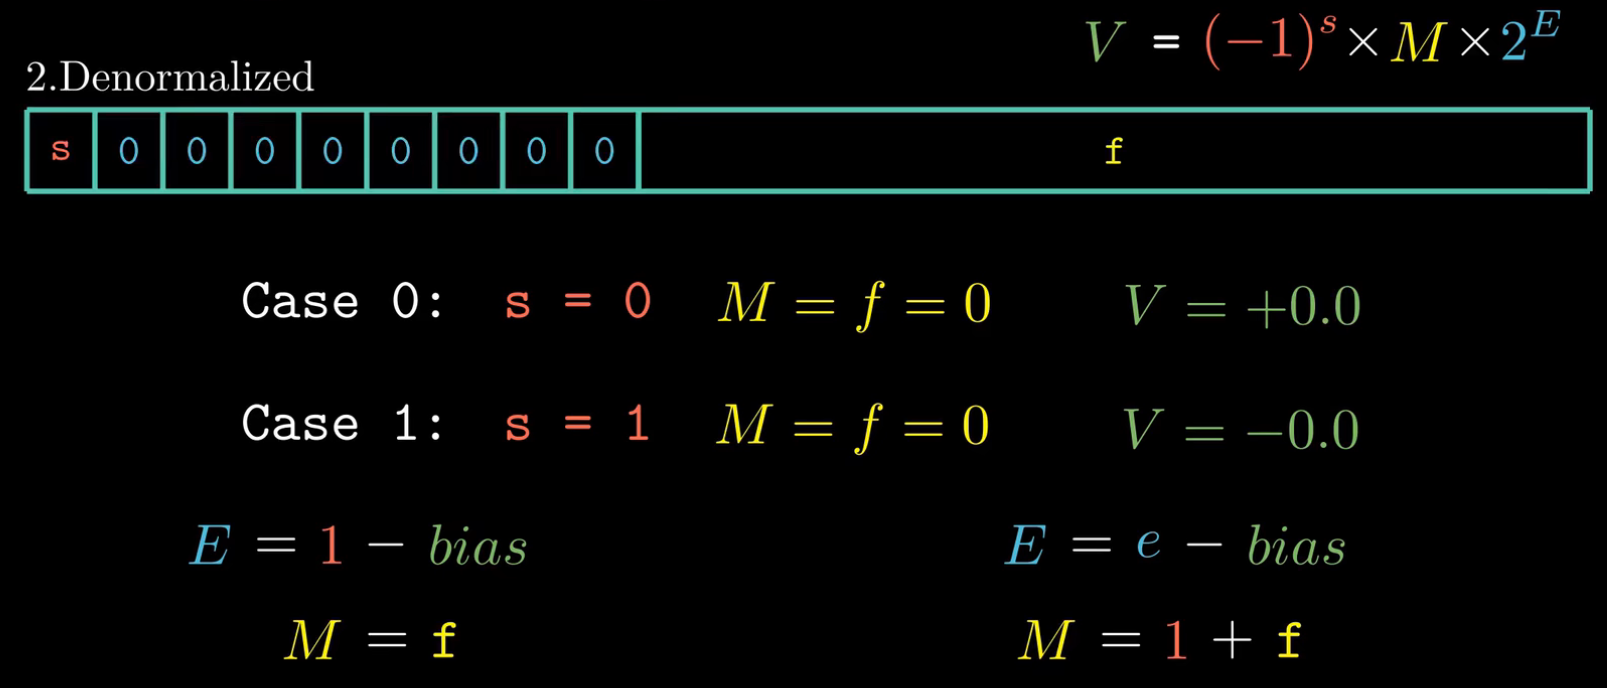 V = (−1)^s × M × 2^E
2.Denormalized
s 0 0 0 0 0 0 0 0 f
Case 0: s = 0 M = f = 0 V = +0.0
Case 1: s = 1 M = f = 0 V = −0.0
E = 1 − bias E = e − bias
M = f M = 1 + f